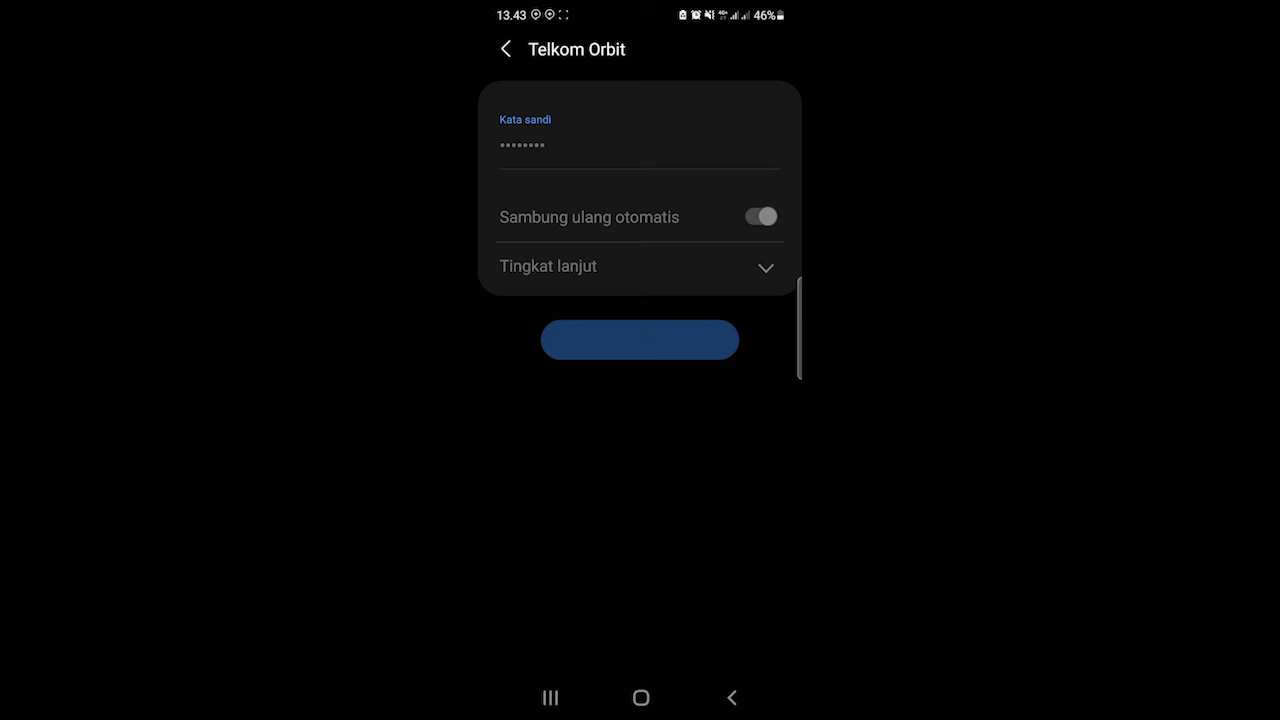 13.43
46%
Telkom Orbit
Kata sandi
••••••••
Sambung ulang otomatis
Tingkat lanjut